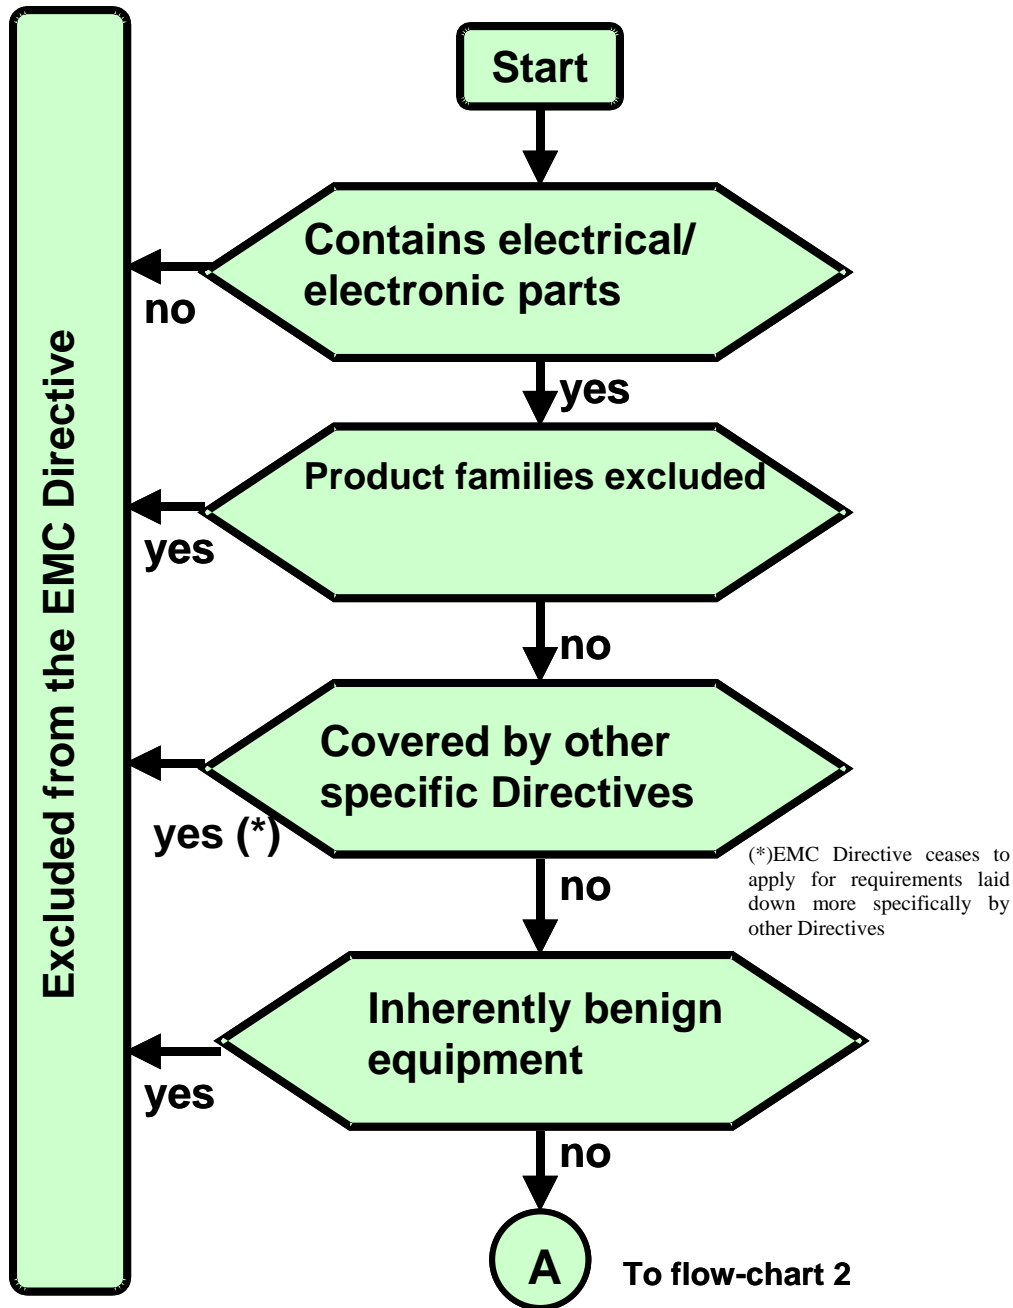 Start
Contains electrical/
electronic parts
no
yes
Product families excluded
yes
no
Covered by other
specific Directives
yes (*)
no
(*)EMC Directive ceases to
apply for requirements laid
down more specifically by
other Directives
Inherently benign
equipment
yes
no
A
To flow-chart 2
Excluded from the EMC Directive